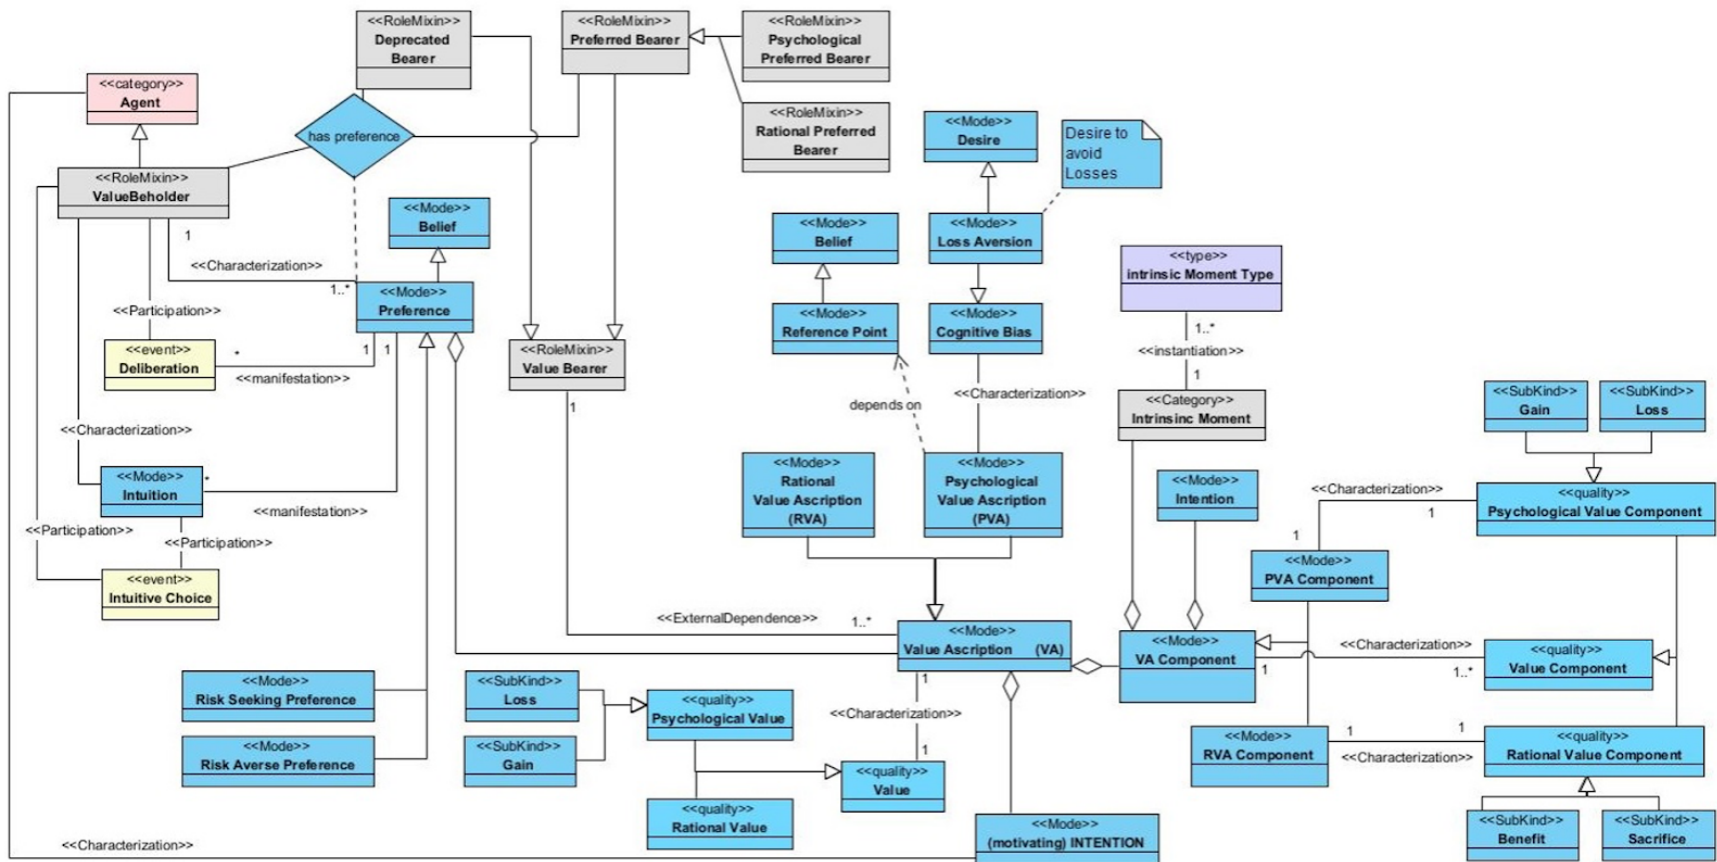 <<RoleMixin>>
Deprecated
Bearer
<<RoleMixin>>
Preferred Bearer
<<RoleMixin>>
Psychological
Preferred Bearer
<<category>>
Agent
has preference
<<RoleMixin>>
Rational Preferred
Bearer
<<Mode>>
Desire
Desire to
avoid
Losses
<<RoleMixin>>
ValueBeholder
<<Mode>>
Belief
<<Mode>>
Belief
<<Mode>>
Loss Aversion
1
<<Characterization>>
1..*
<<type>>
intrinsic Moment Type
<<Participation>>
<<Mode>>
Preference
<<Mode>>
Reference Point
<<Mode>>
Cognitive Bias
1..*
<<instantiation>>
1
<<event>>
Deliberation
*
<<manifestation>>
1
1
<<RoleMixin>>
Value Bearer
1
depends on
<<Characterization>>
<<Category>>
Intrinsinc Moment
<<SubKind>>
Gain
<<SubKind>>
Loss
<<Characterization>>
<<Mode>>
Intuition
*
<<manifestation>>
<<Mode>>
Rational
Value Ascription
(RVA)
<<Mode>>
Psychological
Value Ascription
(PVA)
<<Mode>>
Intention
<<Characterization>>
1
1
<<quality>>
Psychological Value Component
<<Participation>>
<<Participation>>
<<event>>
Intuitive Choice
<<Mode>>
PVA Component
<<ExternalDependence>>
1..*
<<Mode>>
Value Ascription (VA)
<<Mode>>
VA Component
1
<<Characterization>>
1..*
<<quality>>
Value Component
<<Mode>>
Risk Seeking Preference
<<SubKind>>
Loss
<<quality>>
Psychological Value
1
<<Characterization>>
1
<<Mode>>
Risk Averse Preference
<<SubKind>>
Gain
<<quality>>
Value
<<Mode>>
RVA Component
1
1
<<Characterization>>
<<quality>>
Rational Value Component
<<quality>>
Rational Value
<<Mode>>
(motivating) INTENTION
<<SubKind>>
Benefit
<<SubKind>>
Sacrifice
<<Characterization>>